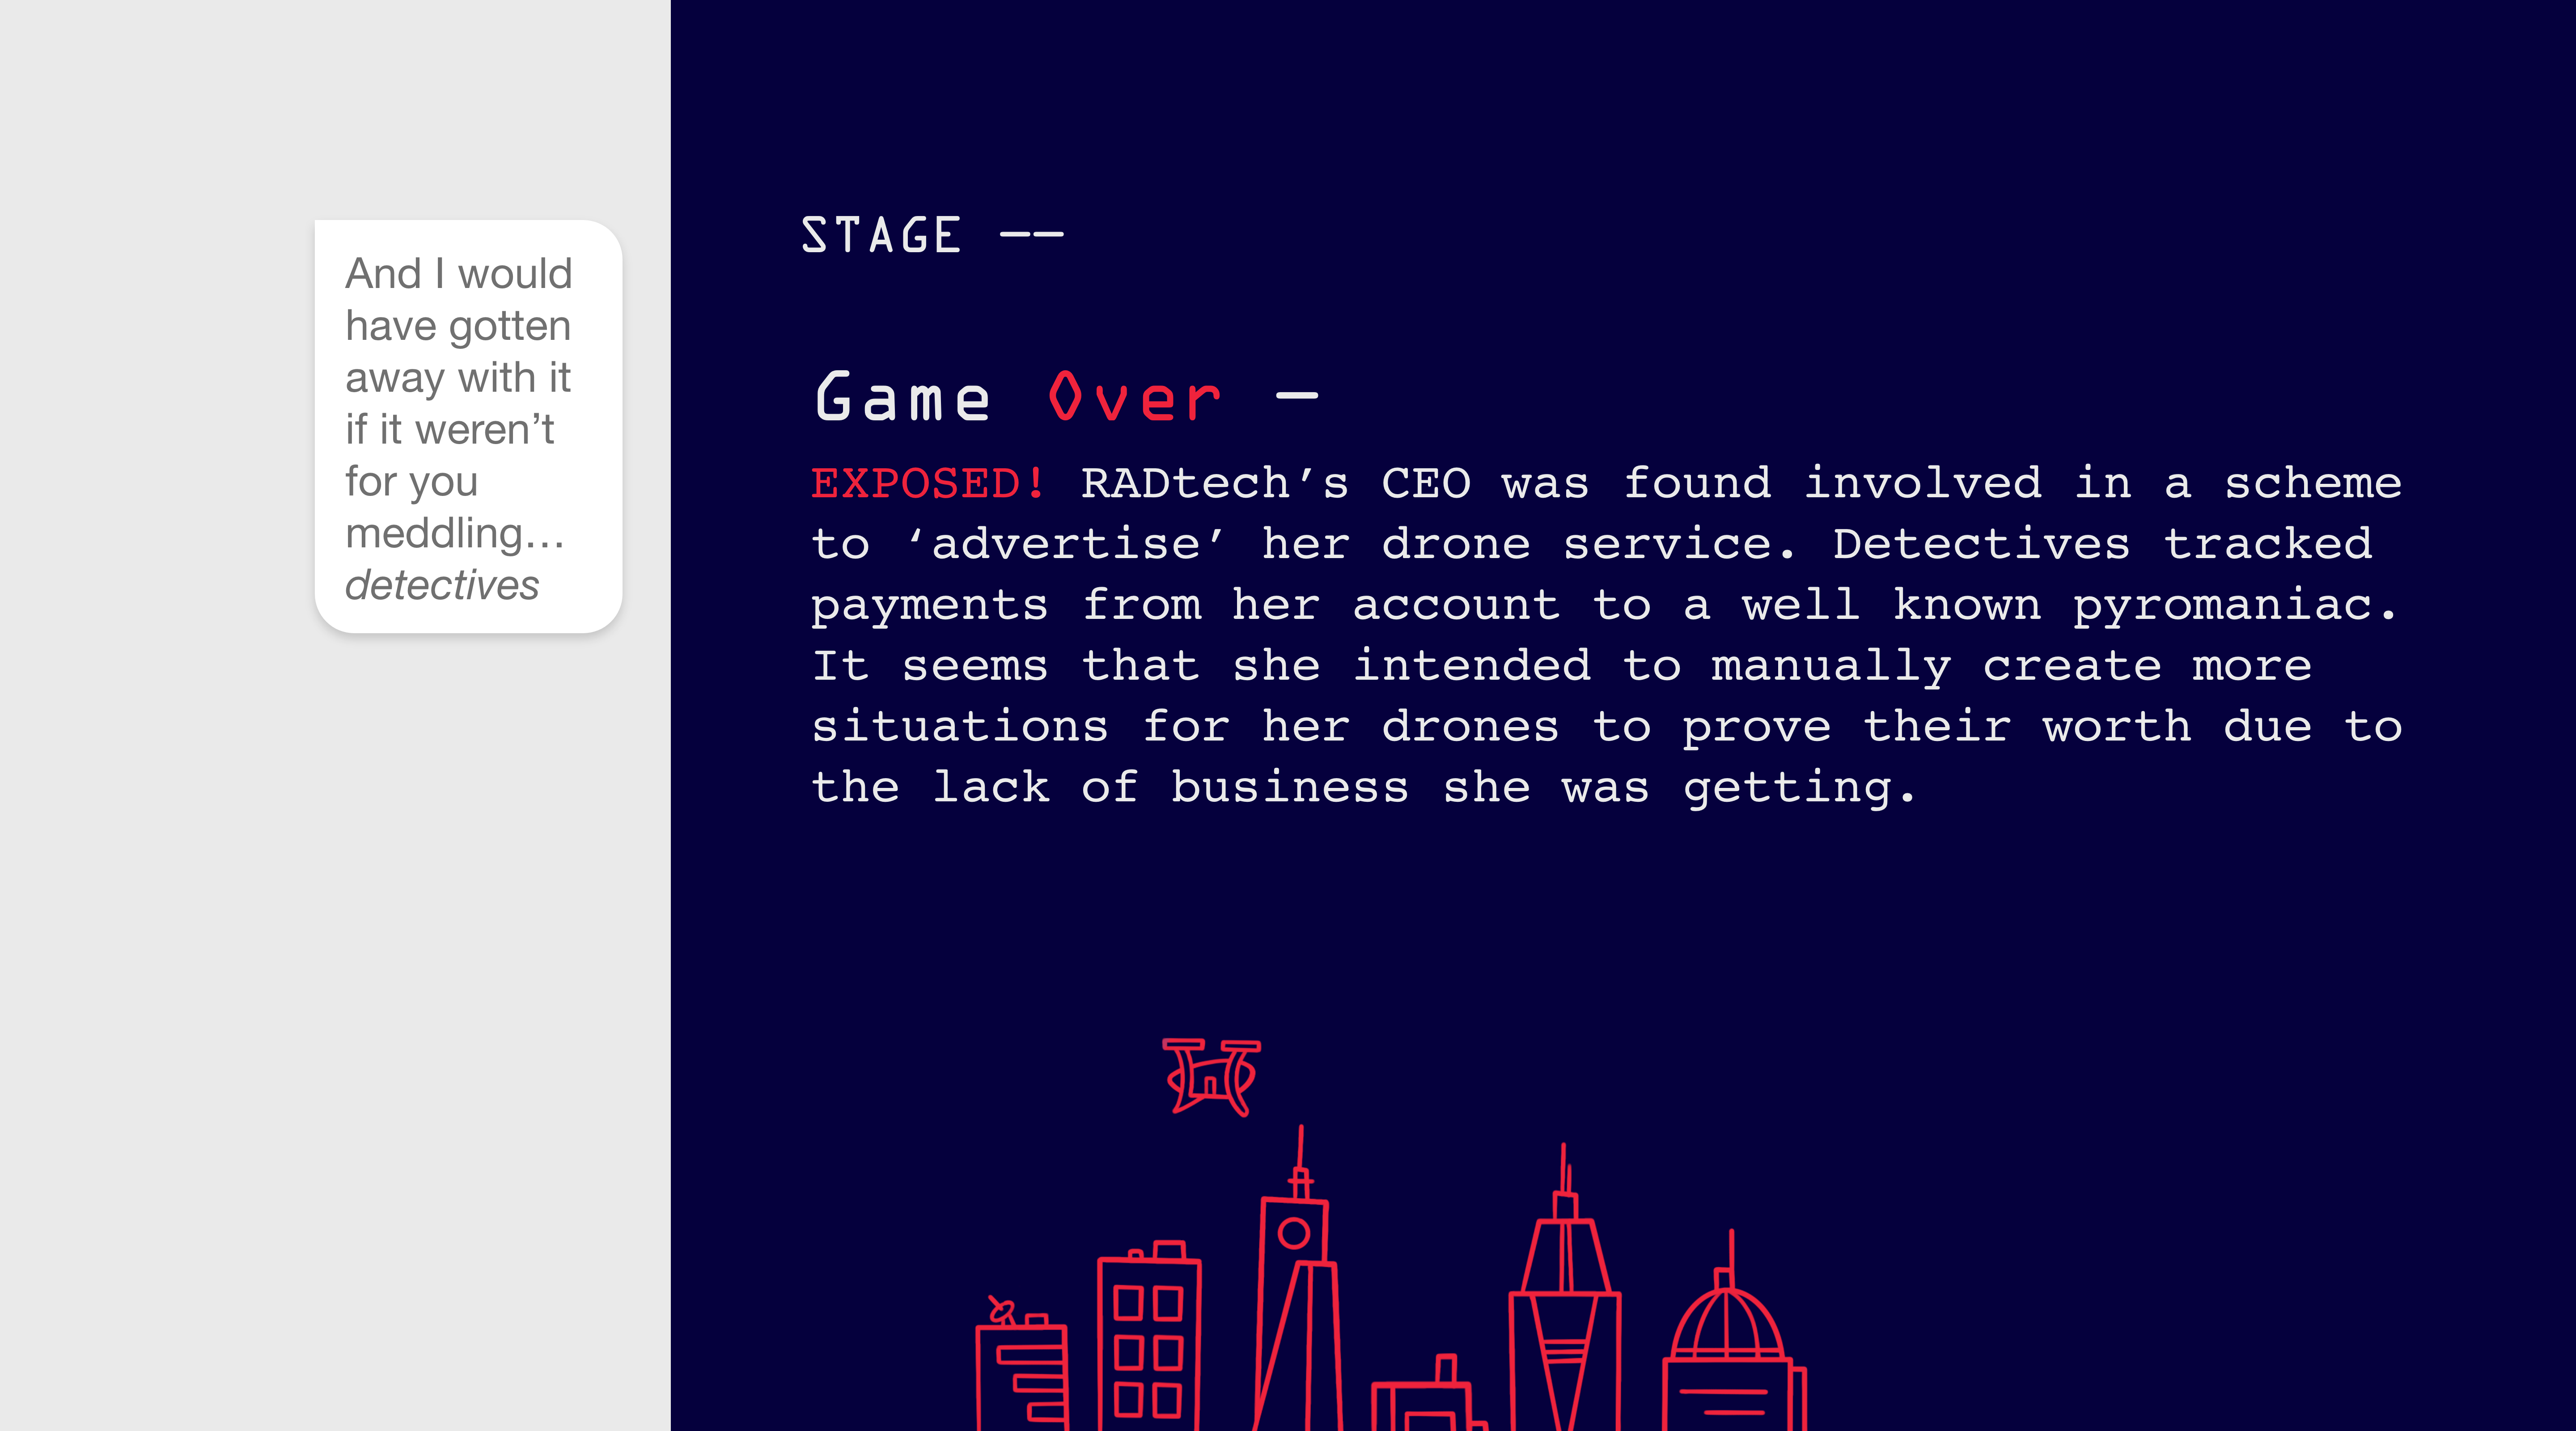 And I would
have gotten
away with it
if it weren’t
for you
meddling…
detectives
STAGE ——
Game Over —
EXPOSED! RADtech’s CEO was found involved in a scheme
to ‘advertise’ her drone service. Detectives tracked
payments from her account to a well known pyromaniac.
It seems that she intended to manually create more
situations for her drones to prove their worth due to
the lack of business she was getting.